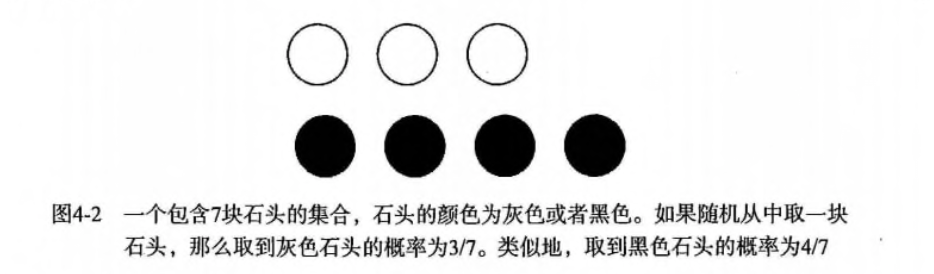 图4-2 一个包含7块石头的集合，石头的颜色为灰色或者黑色。如果随机从中取一块
石头，那么取到灰色石头的概率为3/7。类似地，取到黑色石头的概率为4/7